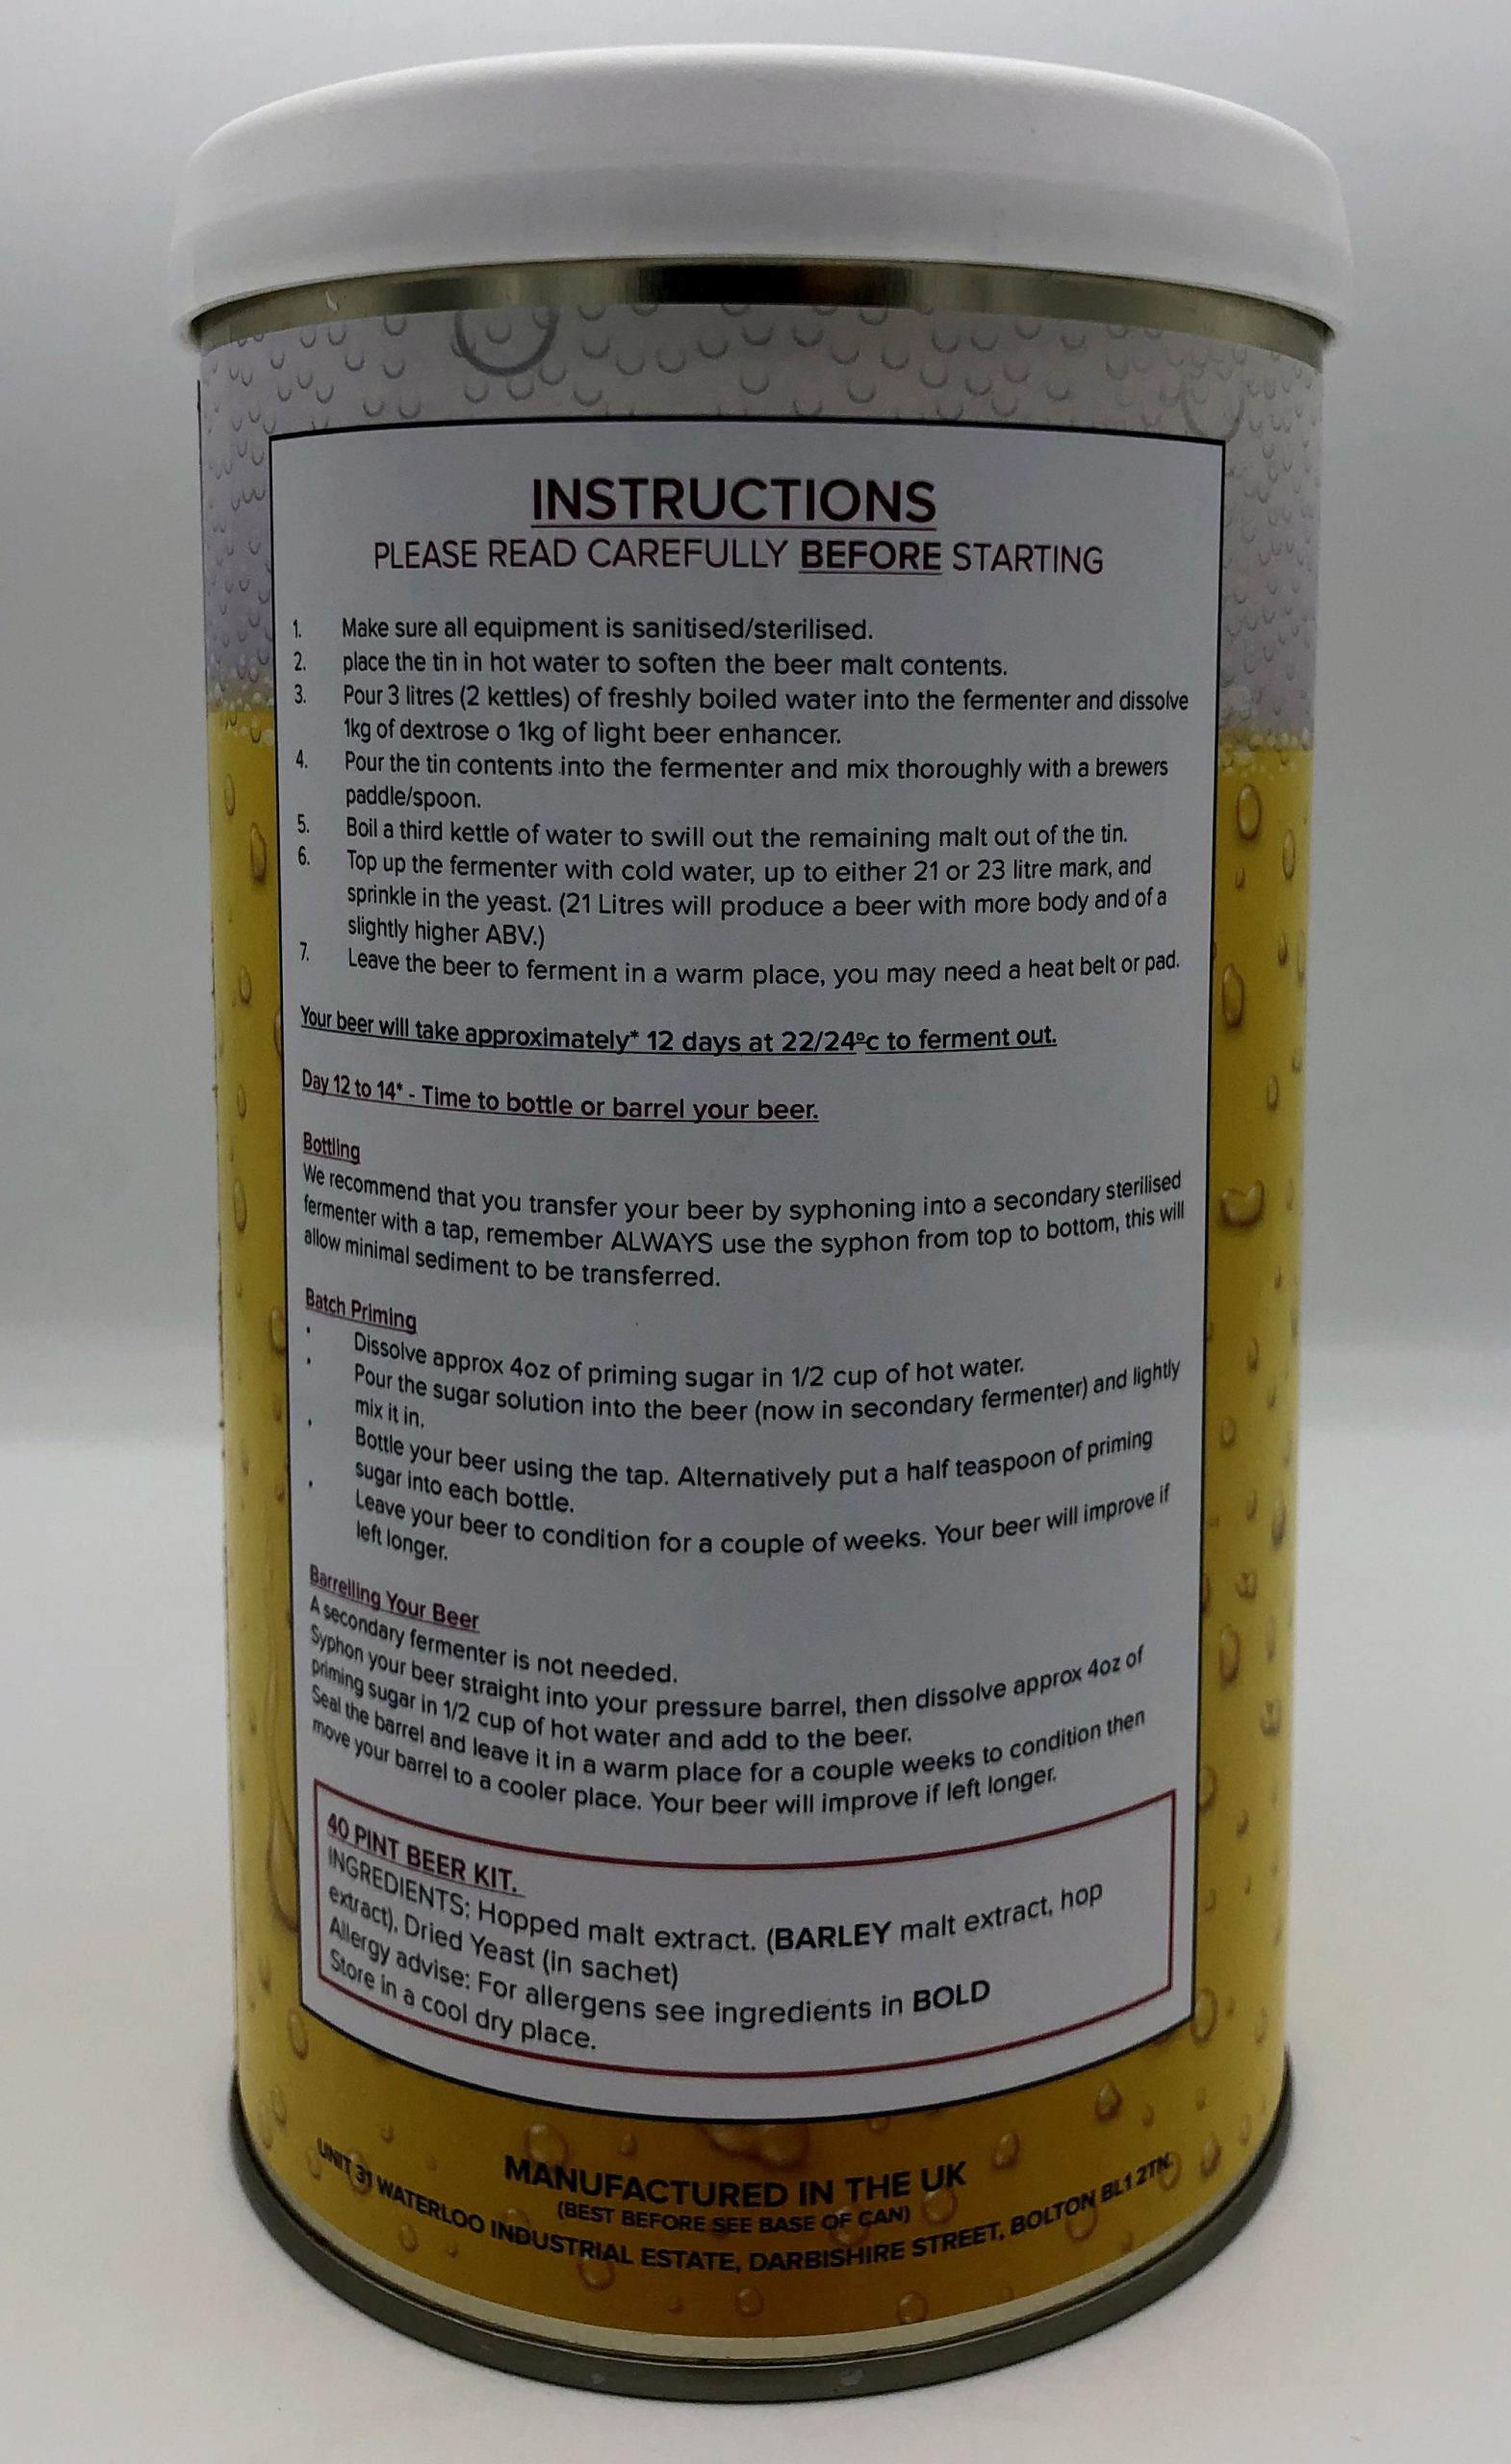 INSTRUCTIONS
PLEASE READ CAREFULLY BEFORE STARTING
1. Make sure all equipment is sanitised/sterilised.
2. place the tin in hot water to soften the beer malt contents.
3. Pour 3 litres (2 kettles) of freshly boiled water into the fermenter and dissolve
1kg of dextrose o 1kg of light beer enhancer.
4. Pour the tin contents into the fermenter and mix thoroughly with a brewers
paddle/spoon.
5. Boil a third kettle of water to swill out the remaining malt out of the tin.
6. Top up the fermenter with cold water, up to either 21 or 23 litre mark, and
sprinkle in the yeast. (21 Litres will produce a beer with more body and of a
slightly higher ABV.)
7. Leave the beer to ferment in a warm place, you may need a heat belt or pad.
Your beer will take approximately* 12 days at 22/24ºc to ferment out.
Day 12 to 14* - Time to bottle or barrel your beer.
Bottling
We recommend that you transfer your beer by syphoning into a secondary sterilised
fermenter with a tap, remember ALWAYS use the syphon from top to bottom, this will
allow minimal sediment to be transferred.
Batch Priming
• Dissolve approx 4oz of priming sugar in 1/2 cup of hot water.
• Pour the sugar solution into the beer (now in secondary fermenter) and lightly
mix it in.
• Bottle your beer using the tap. Alternatively put a half teaspoon of priming
sugar into each bottle.
• Leave your beer to condition for a couple of weeks. Your beer will improve if
left longer.
Barrelling Your Beer
A secondary fermenter is not needed.
Syphon your beer straight into your pressure barrel, then dissolve approx 4oz of
priming sugar in 1/2 cup of hot water and add to the beer.
Seal the barrel and leave it in a warm place for a couple weeks to condition then
move your barrel to a cooler place. Your beer will improve if left longer.
40 PINT BEER KIT.
INGREDIENTS: Hopped malt extract. (BARLEY malt extract, hop
extract), Dried Yeast (in sachet)
Allergy advise: For allergens see ingredients in BOLD
Store in a cool dry place.
MANUFACTURED IN THE UK
(BEST BEFORE SEE BASE OF CAN)
UNIT 31 WATERLOO INDUSTRIAL ESTATE, DARBISHIRE STREET, BOLTON BL1 2TN.